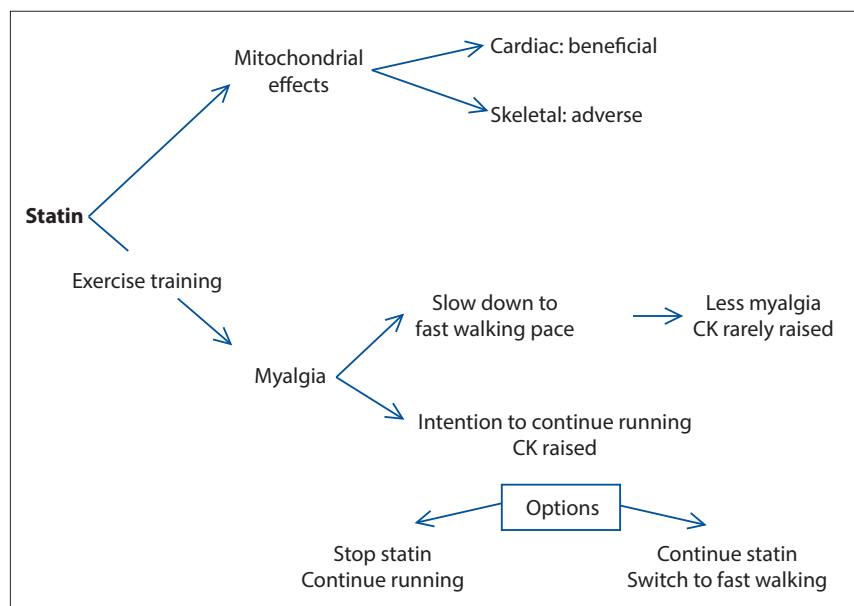 Mitochondrial
effects
Cardiac: beneficial
Skeletal: adverse
Statin
Exercise training
Myalgia
Slow down to
fast walking pace
Less myalgia
CK rarely raised
Intention to continue running
CK raised
Options
Stop statin
Continue running
Continue statin
Switch to fast walking